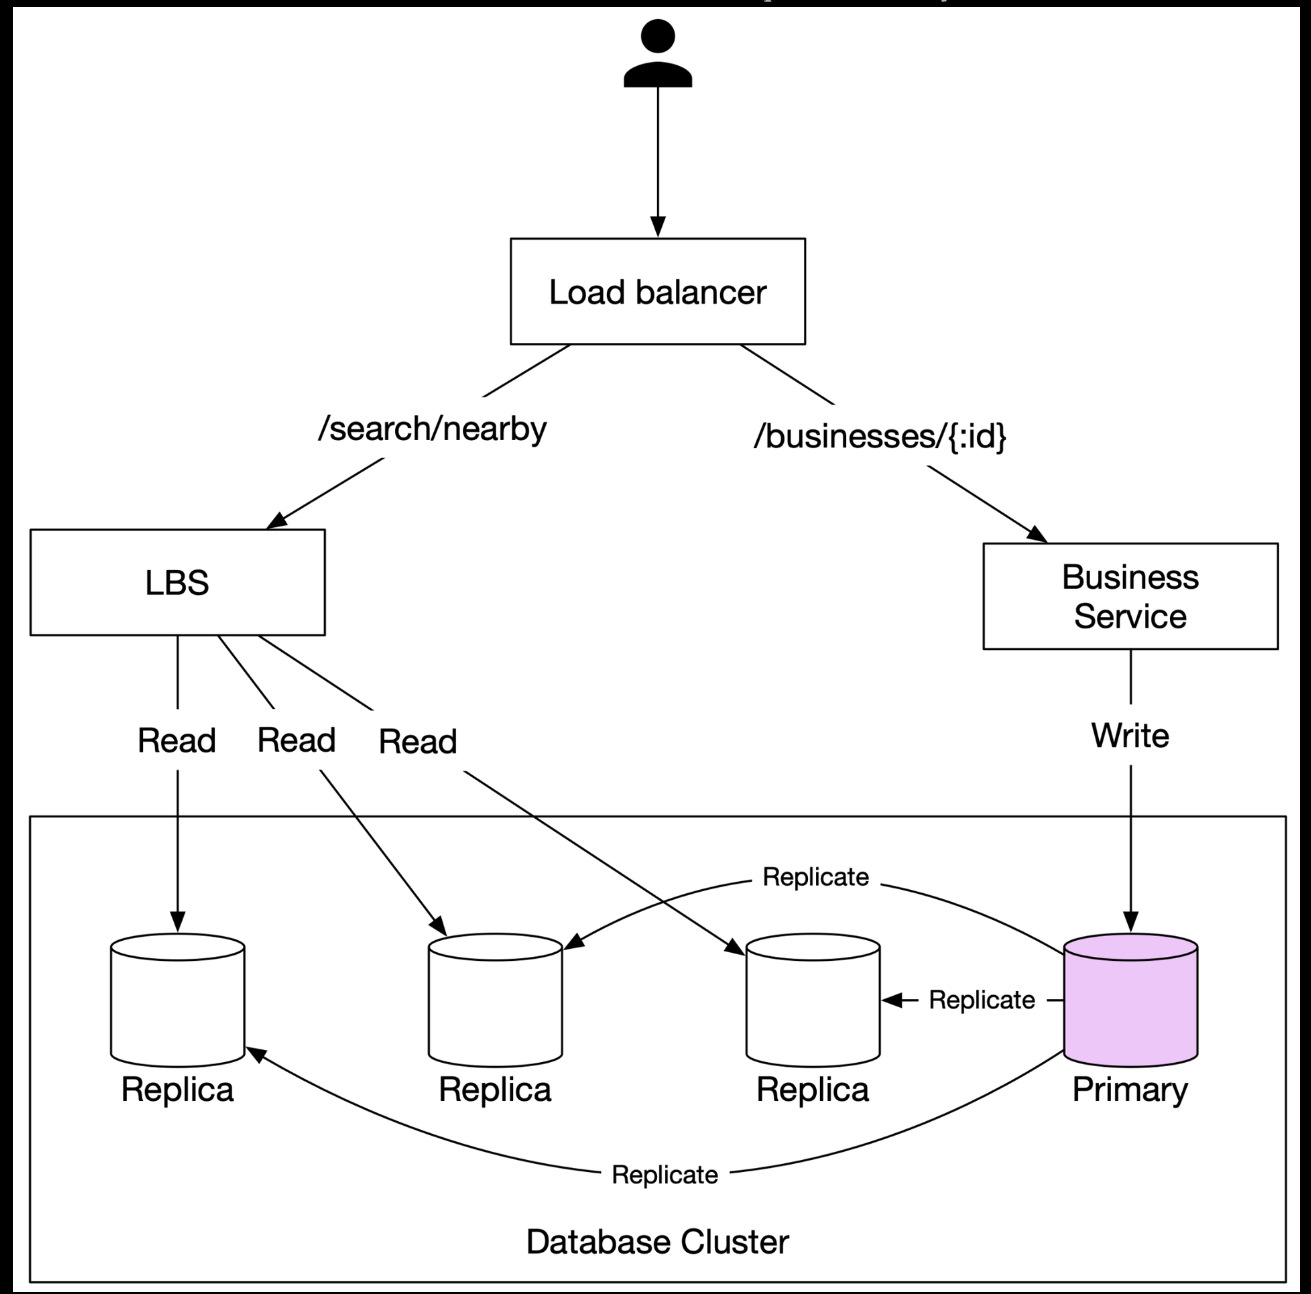 Load balancer
/search/nearby
/businesses/{:id}
LBS
Business
Service
Read
Read
Read
Write
Replicate
Replicate
Replica
Replica
Replica
Primary
Replicate
Database Cluster